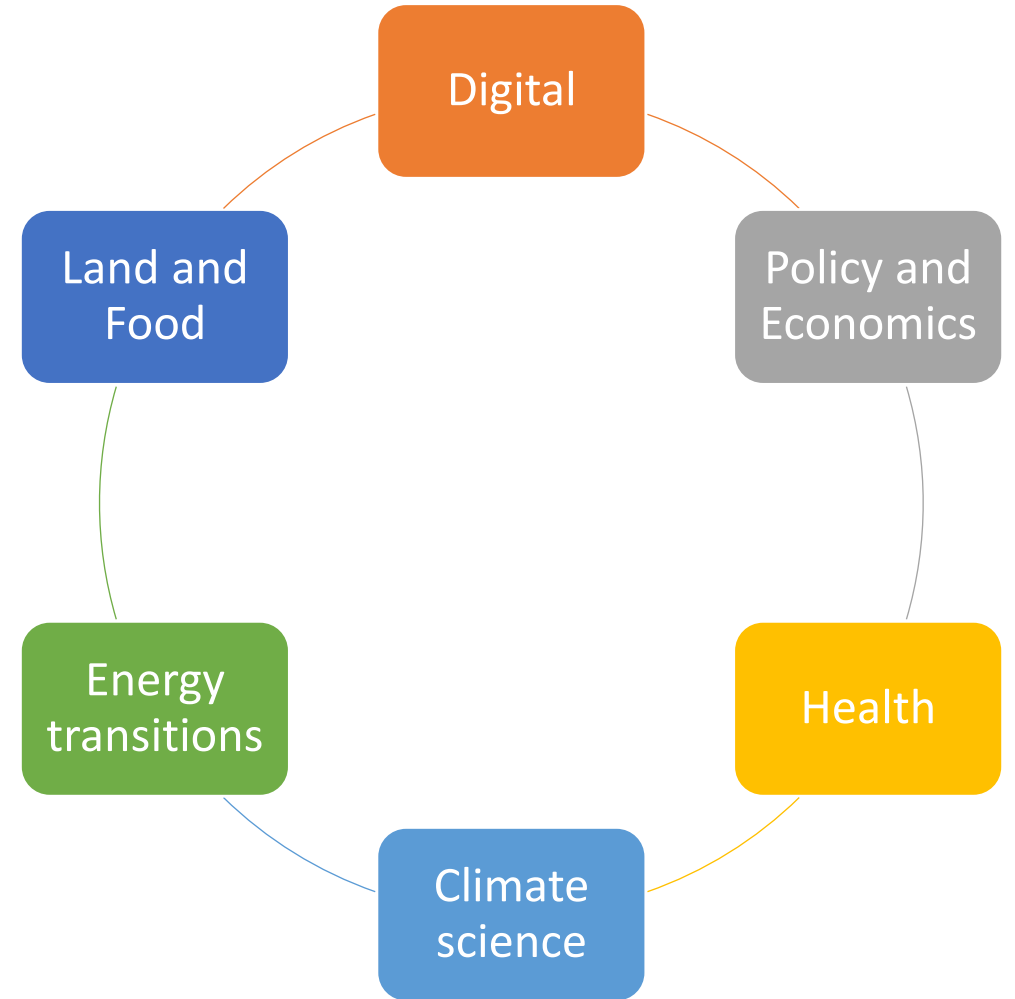 Digital
Policy and
Economics
Health
Climate
science
Energy
transitions
Land and
Food